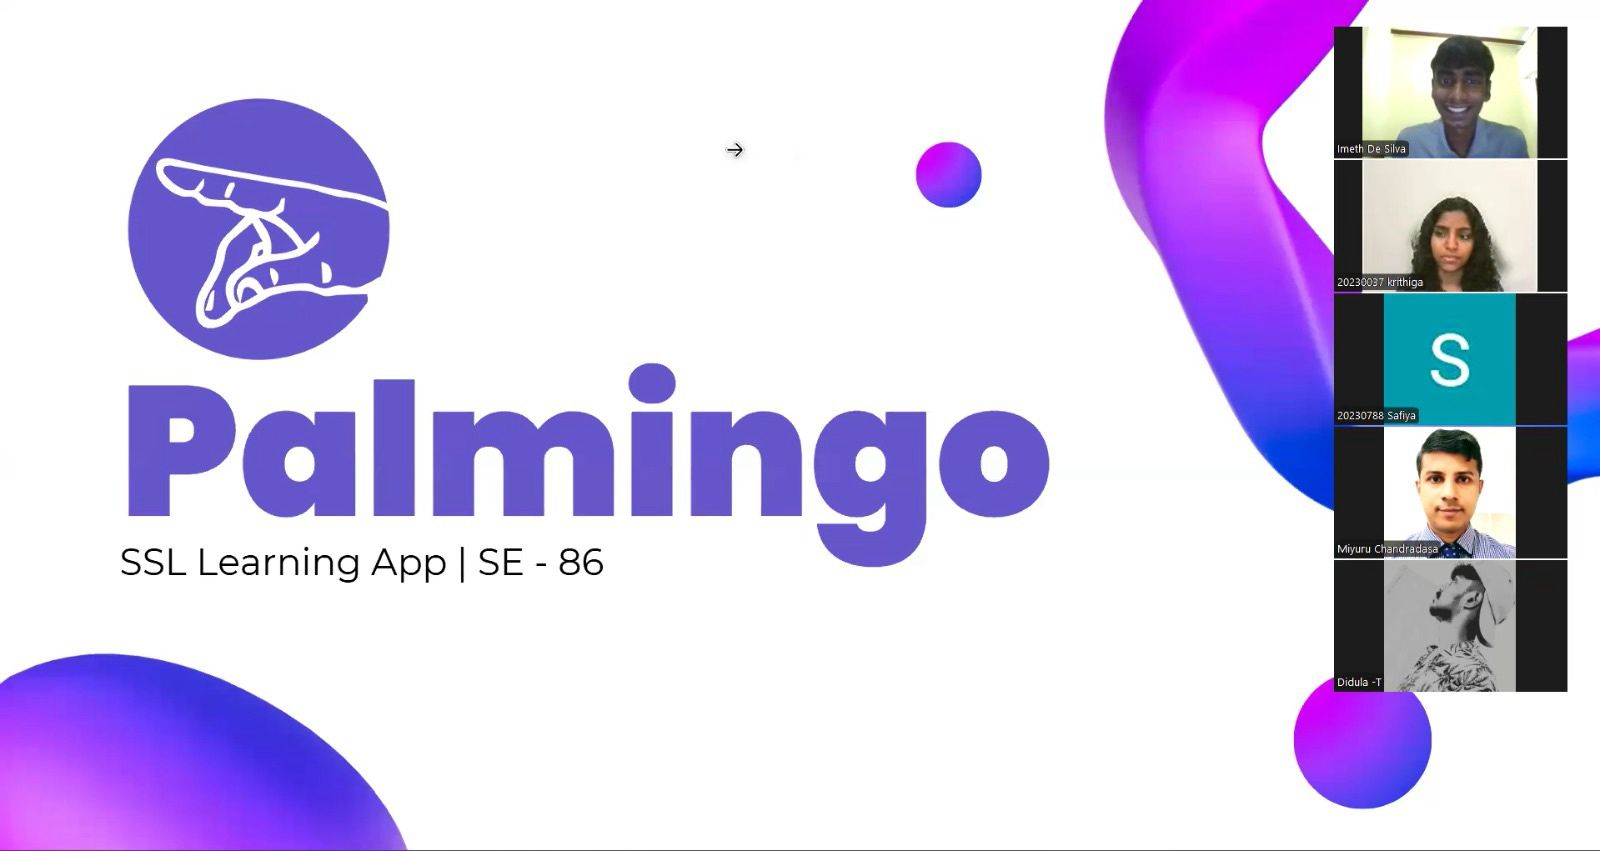 Palmingo
SSL Learning App | SE - 86
Imeth De Silva
20230037 krithiga
S
20230788 Safiya
Miyuru Chandradasa
Didula -T